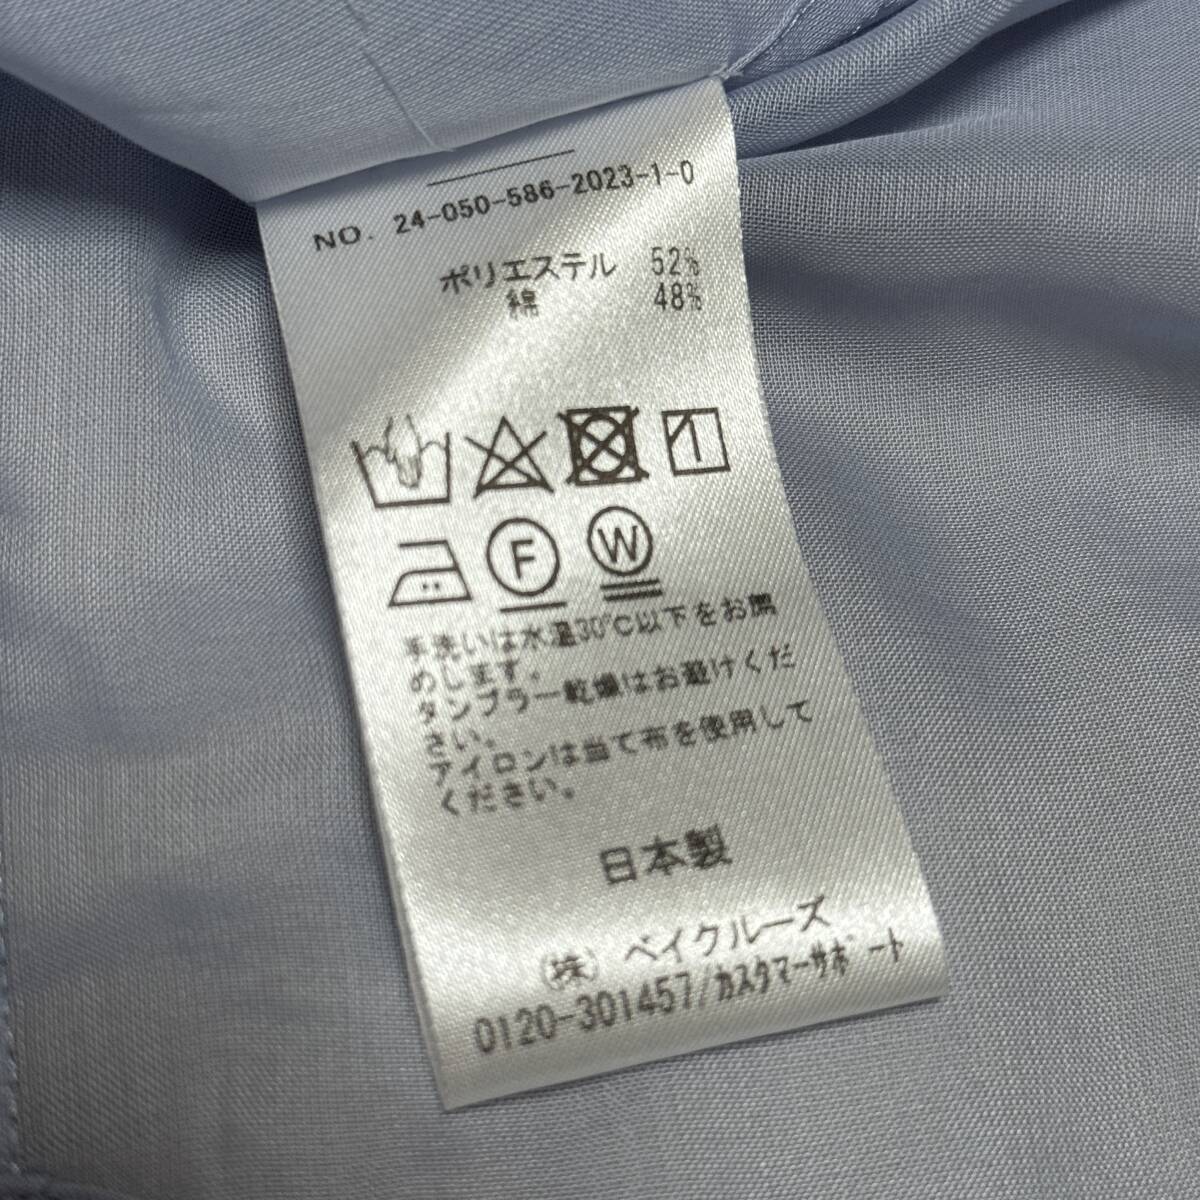 NO. 24-050-586-2023-1-0
ポリエステル 52%
綿 48%
F W
手洗いは水温30℃以下をお薦
めします。
タンブラー乾燥はお避けくだ
さい。
アイロンは当て布を使用して
ください。
日本製
(株) ベイクルーズ
0120-301457/カスタマーサポート